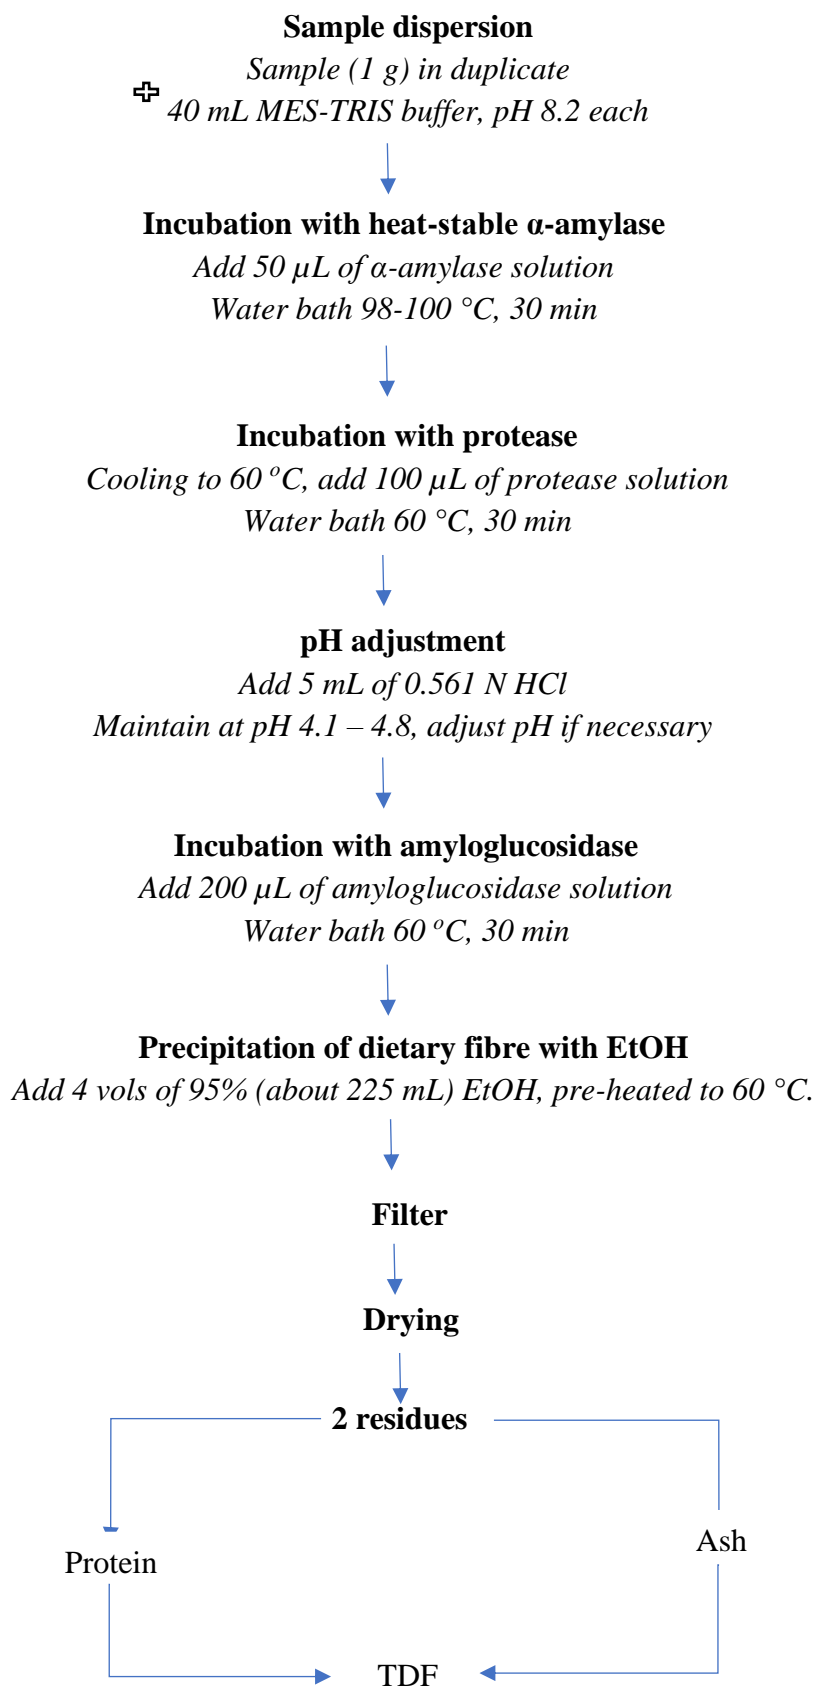 Sample dispersion
Sample (1 g) in duplicate
40 mL MES-TRIS buffer, pH 8.2 each
Incubation with heat-stable α-amylase
Add 50 µL of α-amylase solution
Water bath 98-100 °C, 30 min
Incubation with protease
Cooling to 60 ºC, add 100 µL of protease solution
Water bath 60 °C, 30 min
pH adjustment
Add 5 mL of 0.561 N HCl
Maintain at pH 4.1 – 4.8, adjust pH if necessary
Incubation with amyloglucosidase
Add 200 µL of amyloglucosidase solution
Water bath 60 ºC, 30 min
Precipitation of dietary fibre with EtOH
Add 4 vols of 95% (about 225 mL) EtOH, pre-heated to 60 °C.
Filter
Drying
2 residues
Protein
Ash
TDF